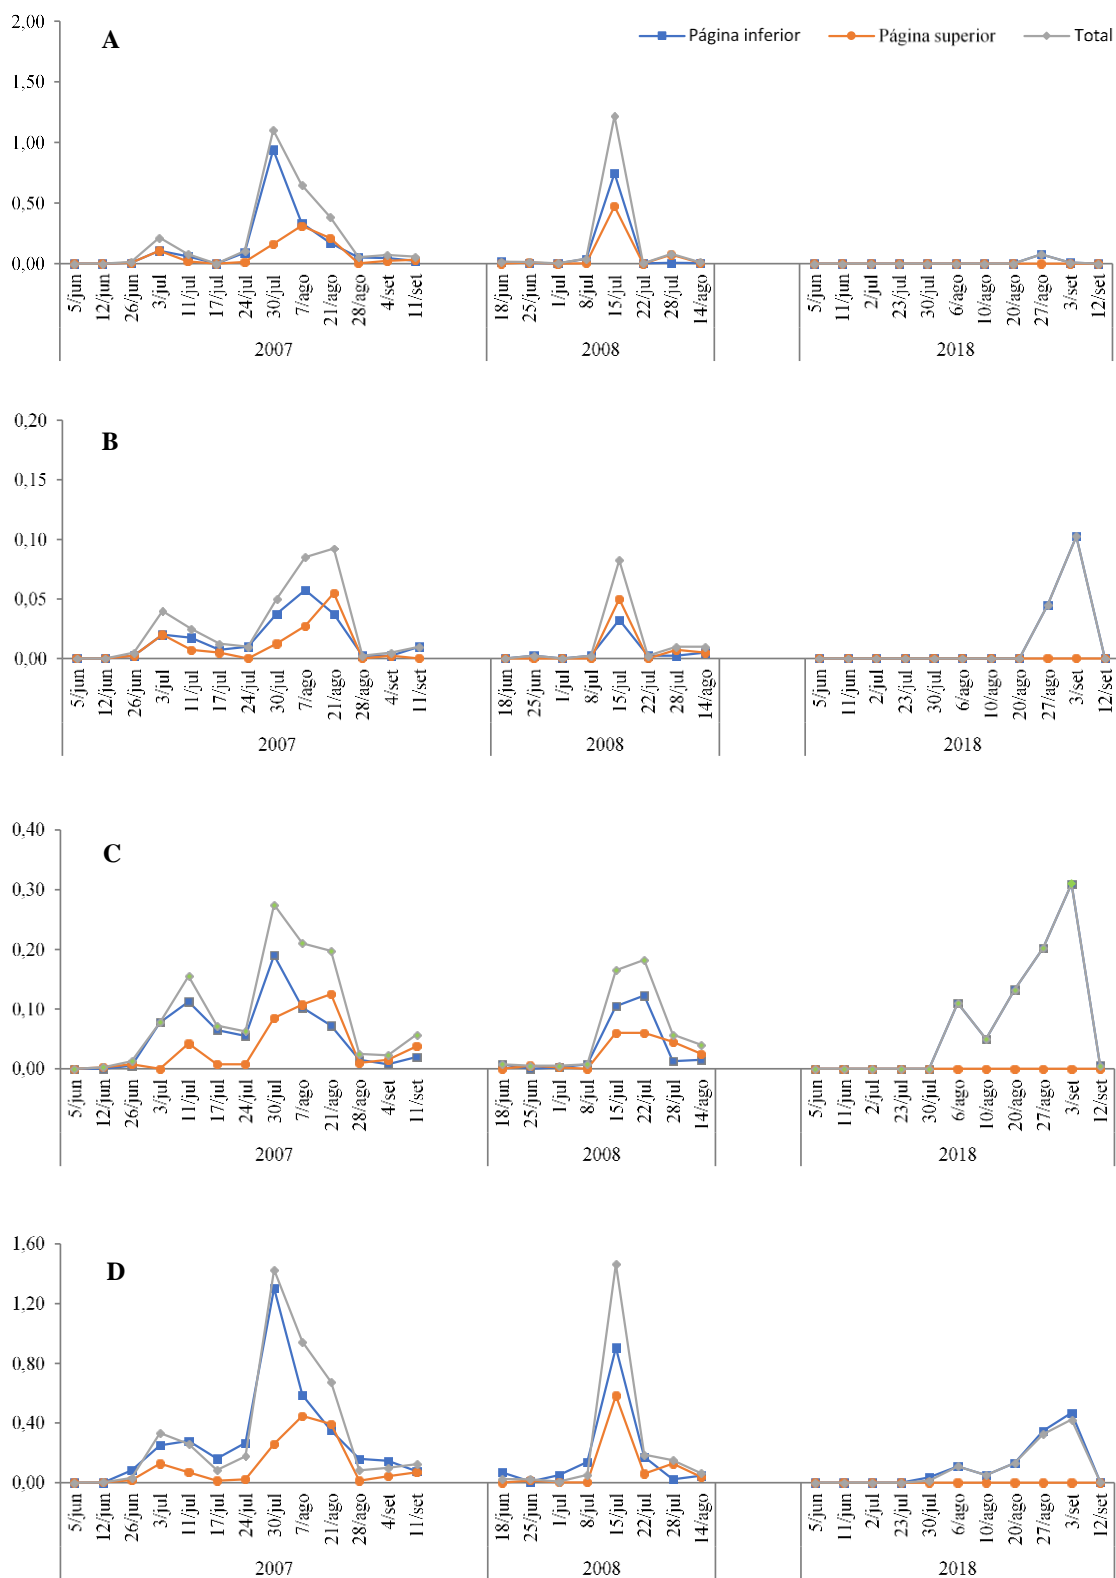 A
Página inferior Página superior Total
2,00
1,50
1,00
0,50
0,00
5/jun 12/jun 26/jun 3/jul 11/jul 17/jul 24/jul 30/jul 7/ago 21/ago 28/ago 4/set 11/set 18/jun 25/jun 1/jul 8/jul 15/jul 22/jul 28/jul 14/ago 5/jun 11/jun 2/jul 23/jul 30/jul 6/ago 10/ago 20/ago 27/ago 3/set 12/set
2007 2008 2018
B
0,20
0,15
0,10
0,05
0,00
5/jun 12/jun 26/jun 3/jul 11/jul 17/jul 24/jul 30/jul 7/ago 21/ago 28/ago 4/set 11/set 18/jun 25/jun 1/jul 8/jul 15/jul 22/jul 28/jul 14/ago 5/jun 11/jun 2/jul 23/jul 30/jul 6/ago 10/ago 20/ago 27/ago 3/set 12/set
2007 2008 2018
C
0,40
0,30
0,20
0,10
0,00
5/jun 12/jun 26/jun 3/jul 11/jul 17/jul 24/jul 30/jul 7/ago 21/ago 28/ago 4/set 11/set 18/jun 25/jun 1/jul 8/jul 15/jul 22/jul 28/jul 14/ago 5/jun 11/jun 2/jul 23/jul 30/jul 6/ago 10/ago 20/ago 27/ago 3/set 12/set
2007 2008 2018
D
1,60
1,20
0,80
0,40
0,00
5/jun 12/jun 26/jun 3/jul 11/jul 17/jul 24/jul 30/jul 7/ago 21/ago 28/ago 4/set 11/set 18/jun 25/jun 1/jul 8/jul 15/jul 22/jul 28/jul 14/ago 5/jun 11/jun 2/jul 23/jul 30/jul 6/ago 10/ago 20/ago 27/ago 3/set 12/set
2007 2008 2018